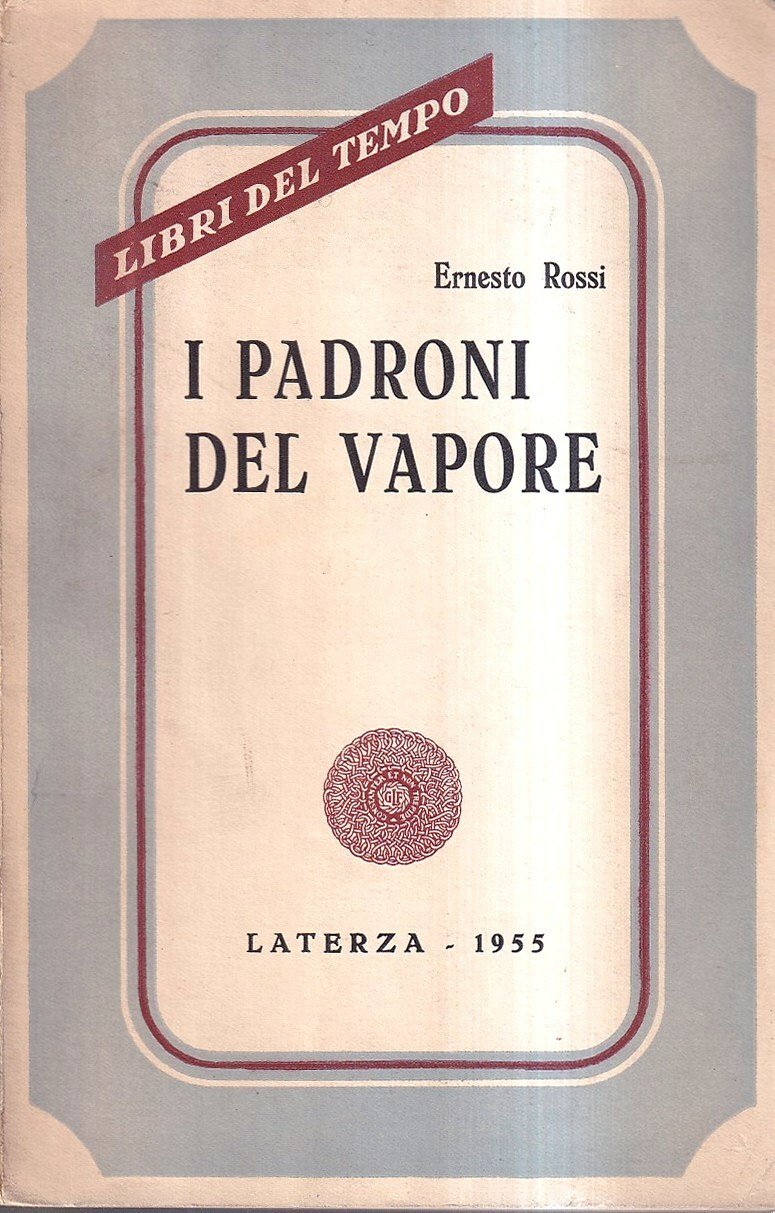 LIBRI DEL TEMPO
Ernesto Rossi
I PADRONI
DEL VAPORE
LATERZA - 1955